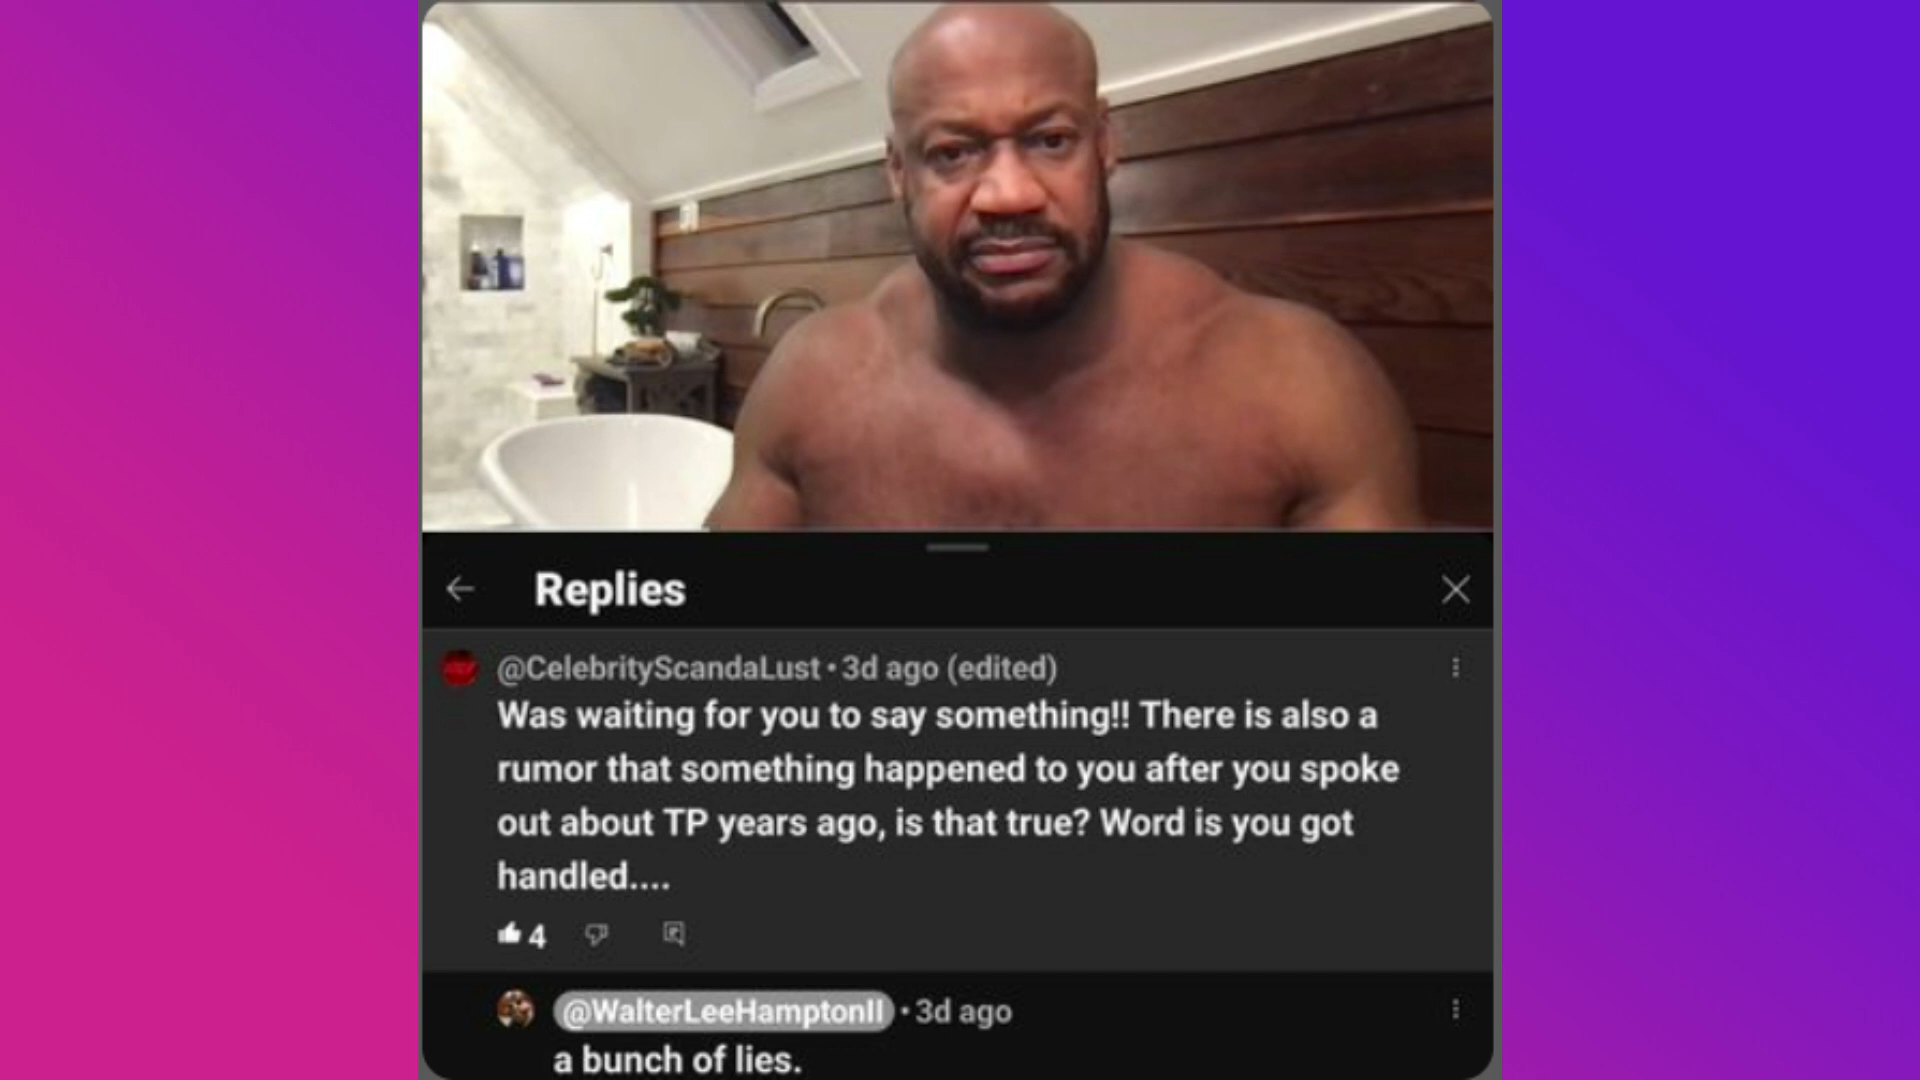 Replies
@CelebrityScandaLust • 3d ago (edited)
Was waiting for you to say something!! There is also a
rumor that something happened to you after you spoke
out about TP years ago, is that true? Word is you got
handled....
4
@WalterLeeHamptonII • 3d ago
a bunch of lies.